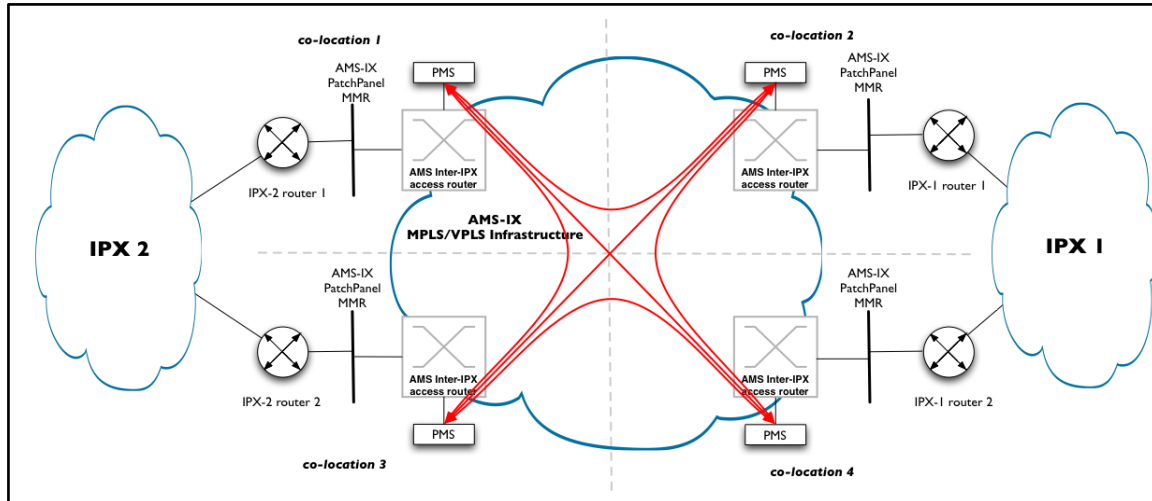 co-location 1
PMS
AMS-IX
PatchPanel
MMR
AMS Inter-IPX
access router
IPX-2 router 1
co-location 2
PMS
AMS-IX
PatchPanel
MMR
AMS Inter-IPX
access router
IPX-1 router 1
AMS-IX
MPLS/VPLS Infrastructure
IPX 2
IPX 1
AMS-IX
PatchPanel
MMR
AMS Inter-IPX
access router
IPX-2 router 2
PMS
co-location 3
AMS-IX
PatchPanel
MMR
AMS Inter-IPX
access router
IPX-1 router 2
PMS
co-location 4